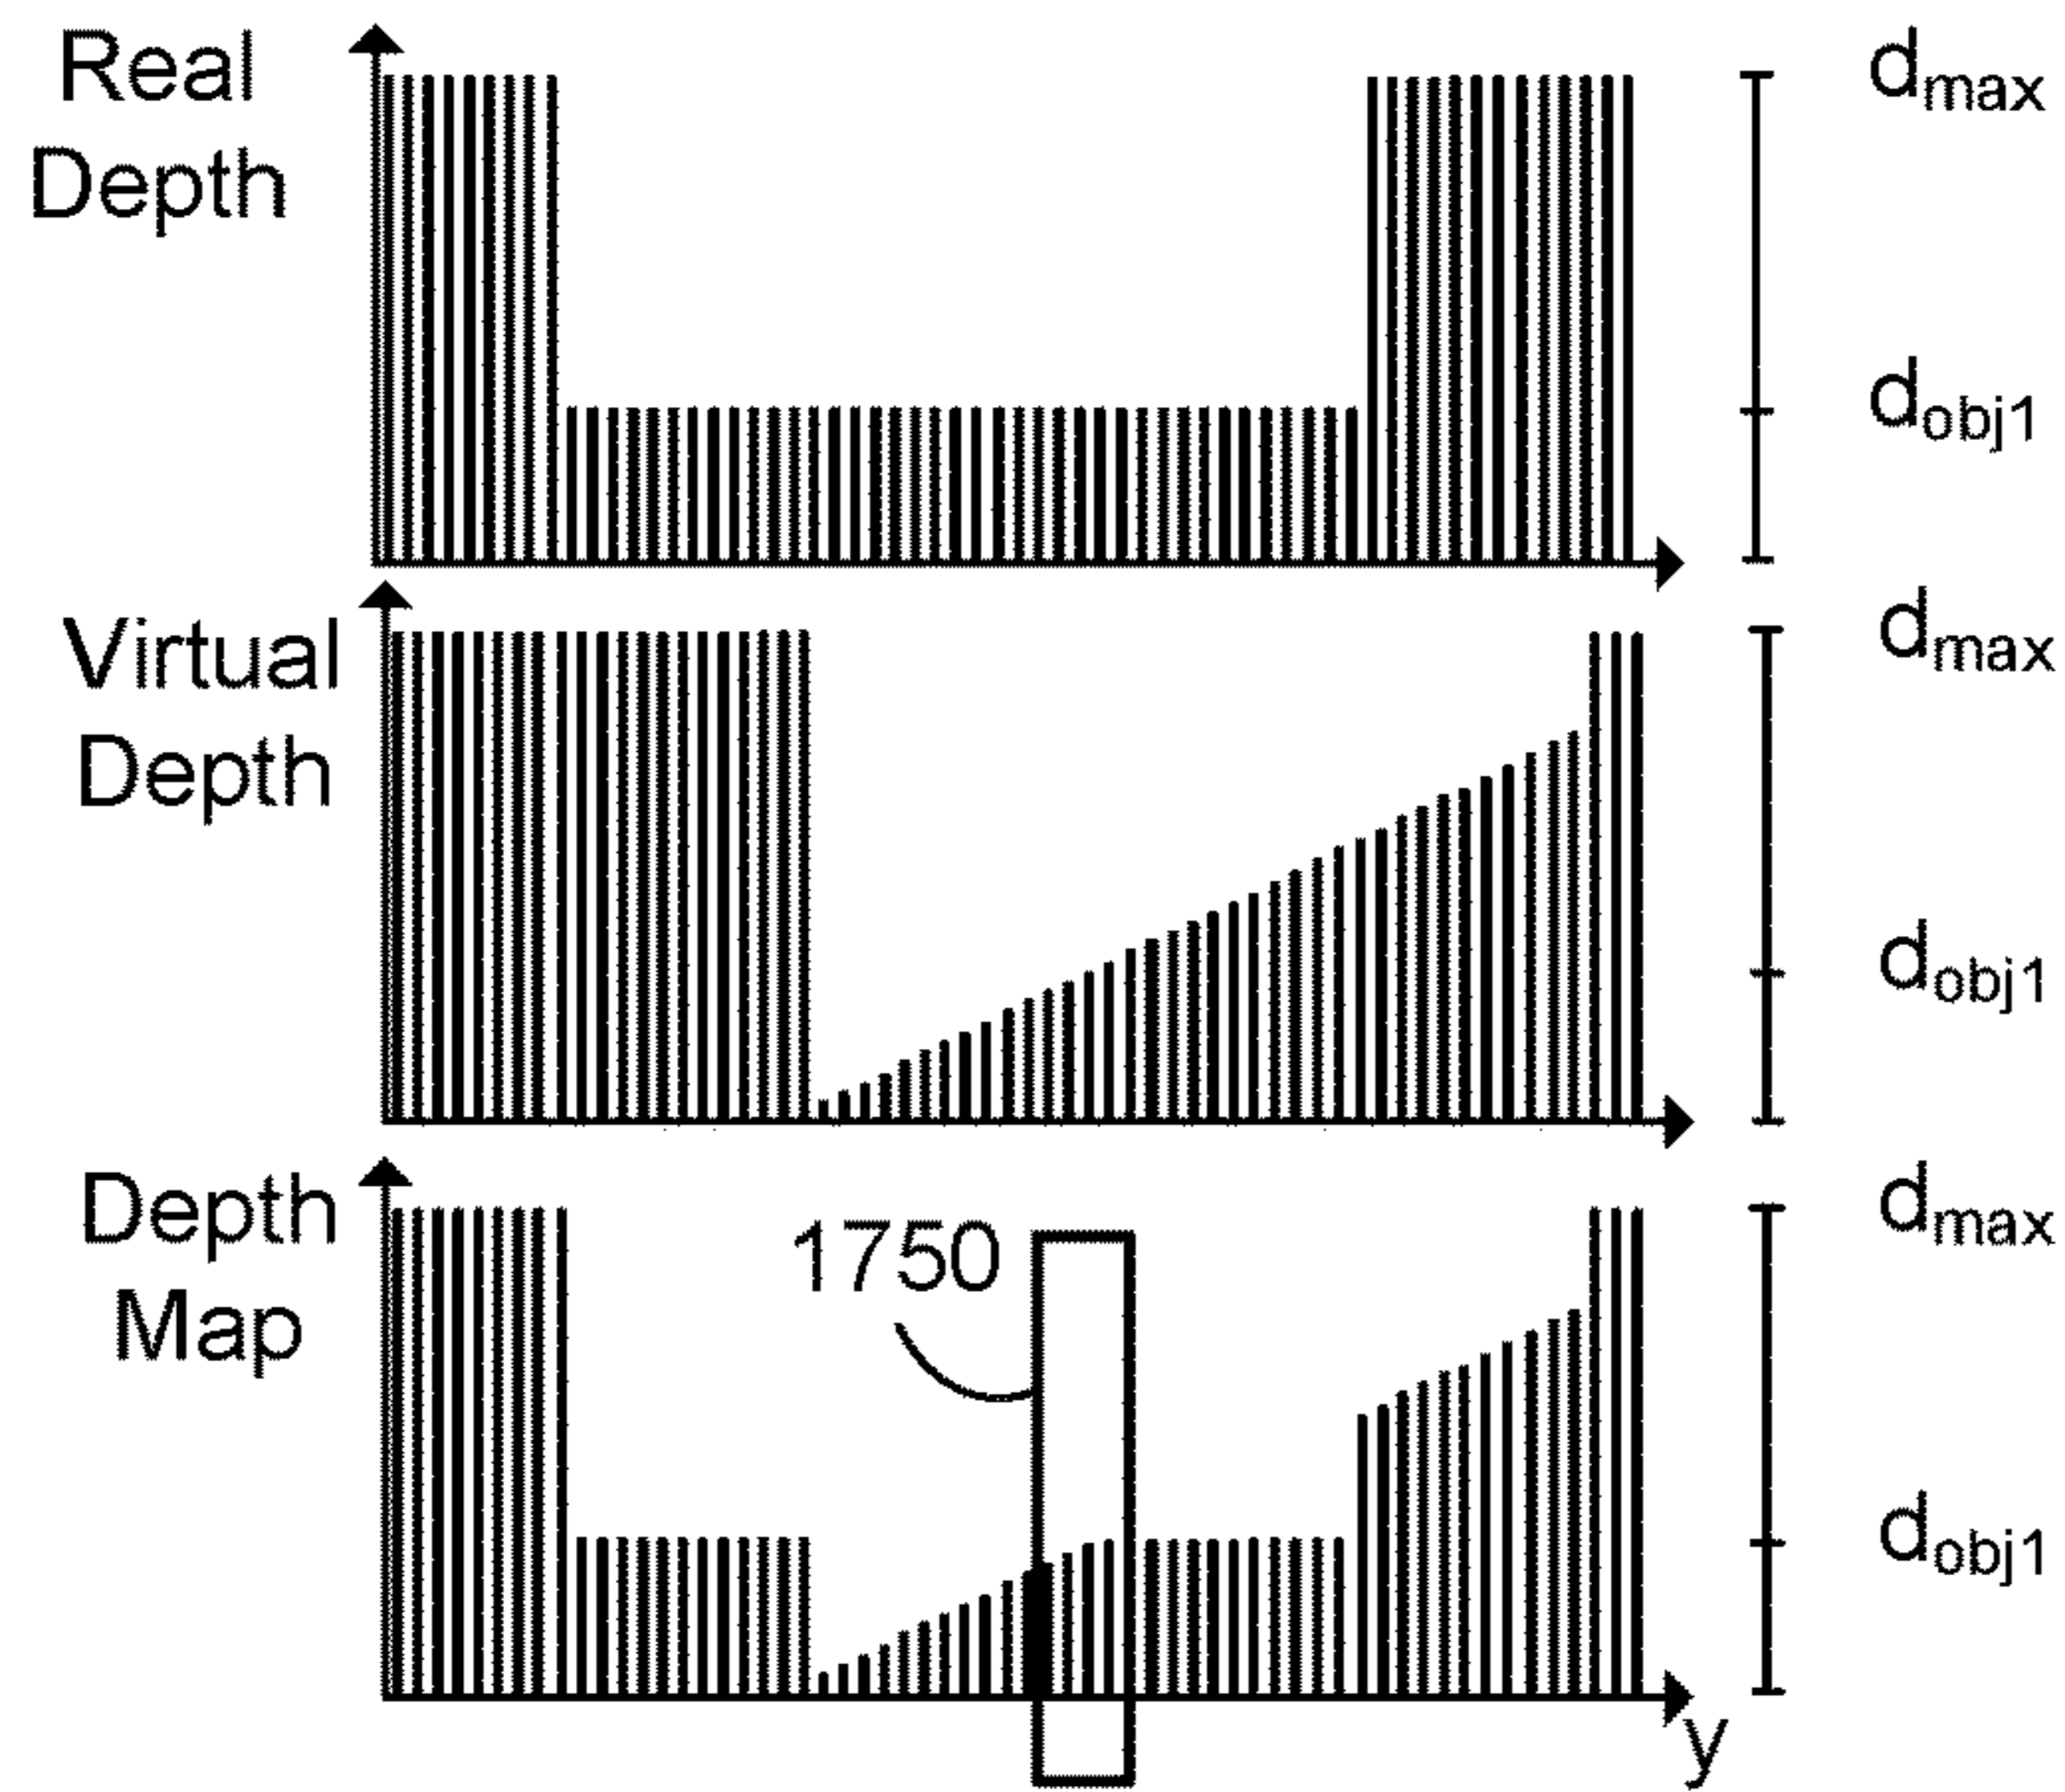 Real
Depth
dmax
dobj1
Virtual
Depth
dmax
dobj1
Depth
Map
1750
dmax
dobj1
y